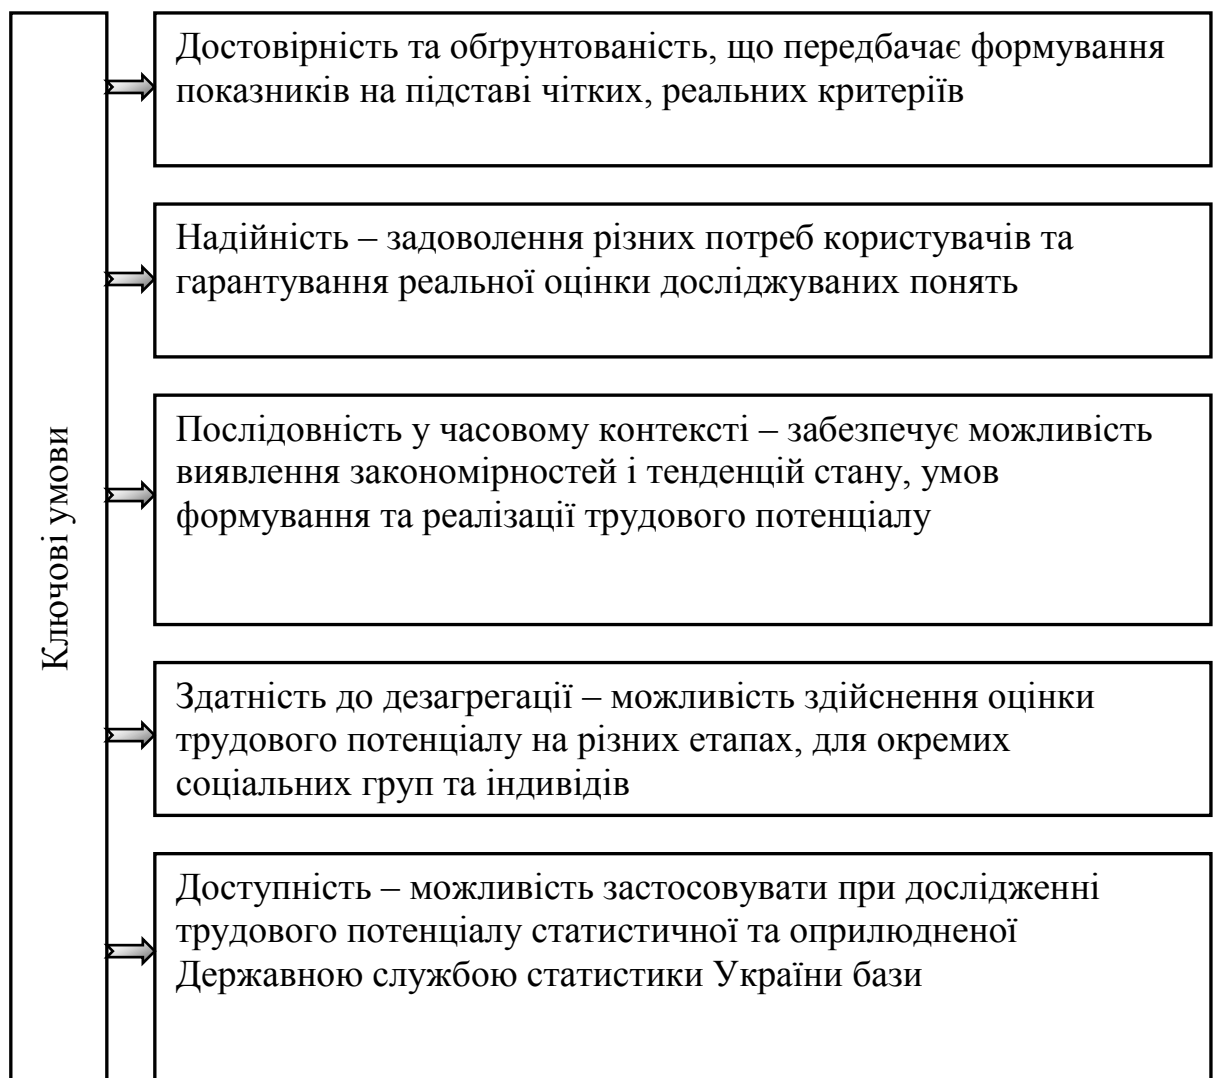 Ключові умови
Достовірність та обґрунтованість, що передбачає формування
показників на підставі чітких, реальних критеріїв
Надійність – задоволення різних потреб користувачів та
гарантування реальної оцінки досліджуваних понять
Послідовність у часовому контексті – забезпечує можливість
виявлення закономірностей і тенденцій стану, умов
формування та реалізації трудового потенціалу
Здатність до дезагрегації – можливість здійснення оцінки
трудового потенціалу на різних етапах, для окремих
соціальних груп та індивідів
Доступність – можливість застосовувати при дослідженні
трудового потенціалу статистичної та оприлюдненої
Державною службою статистики України бази